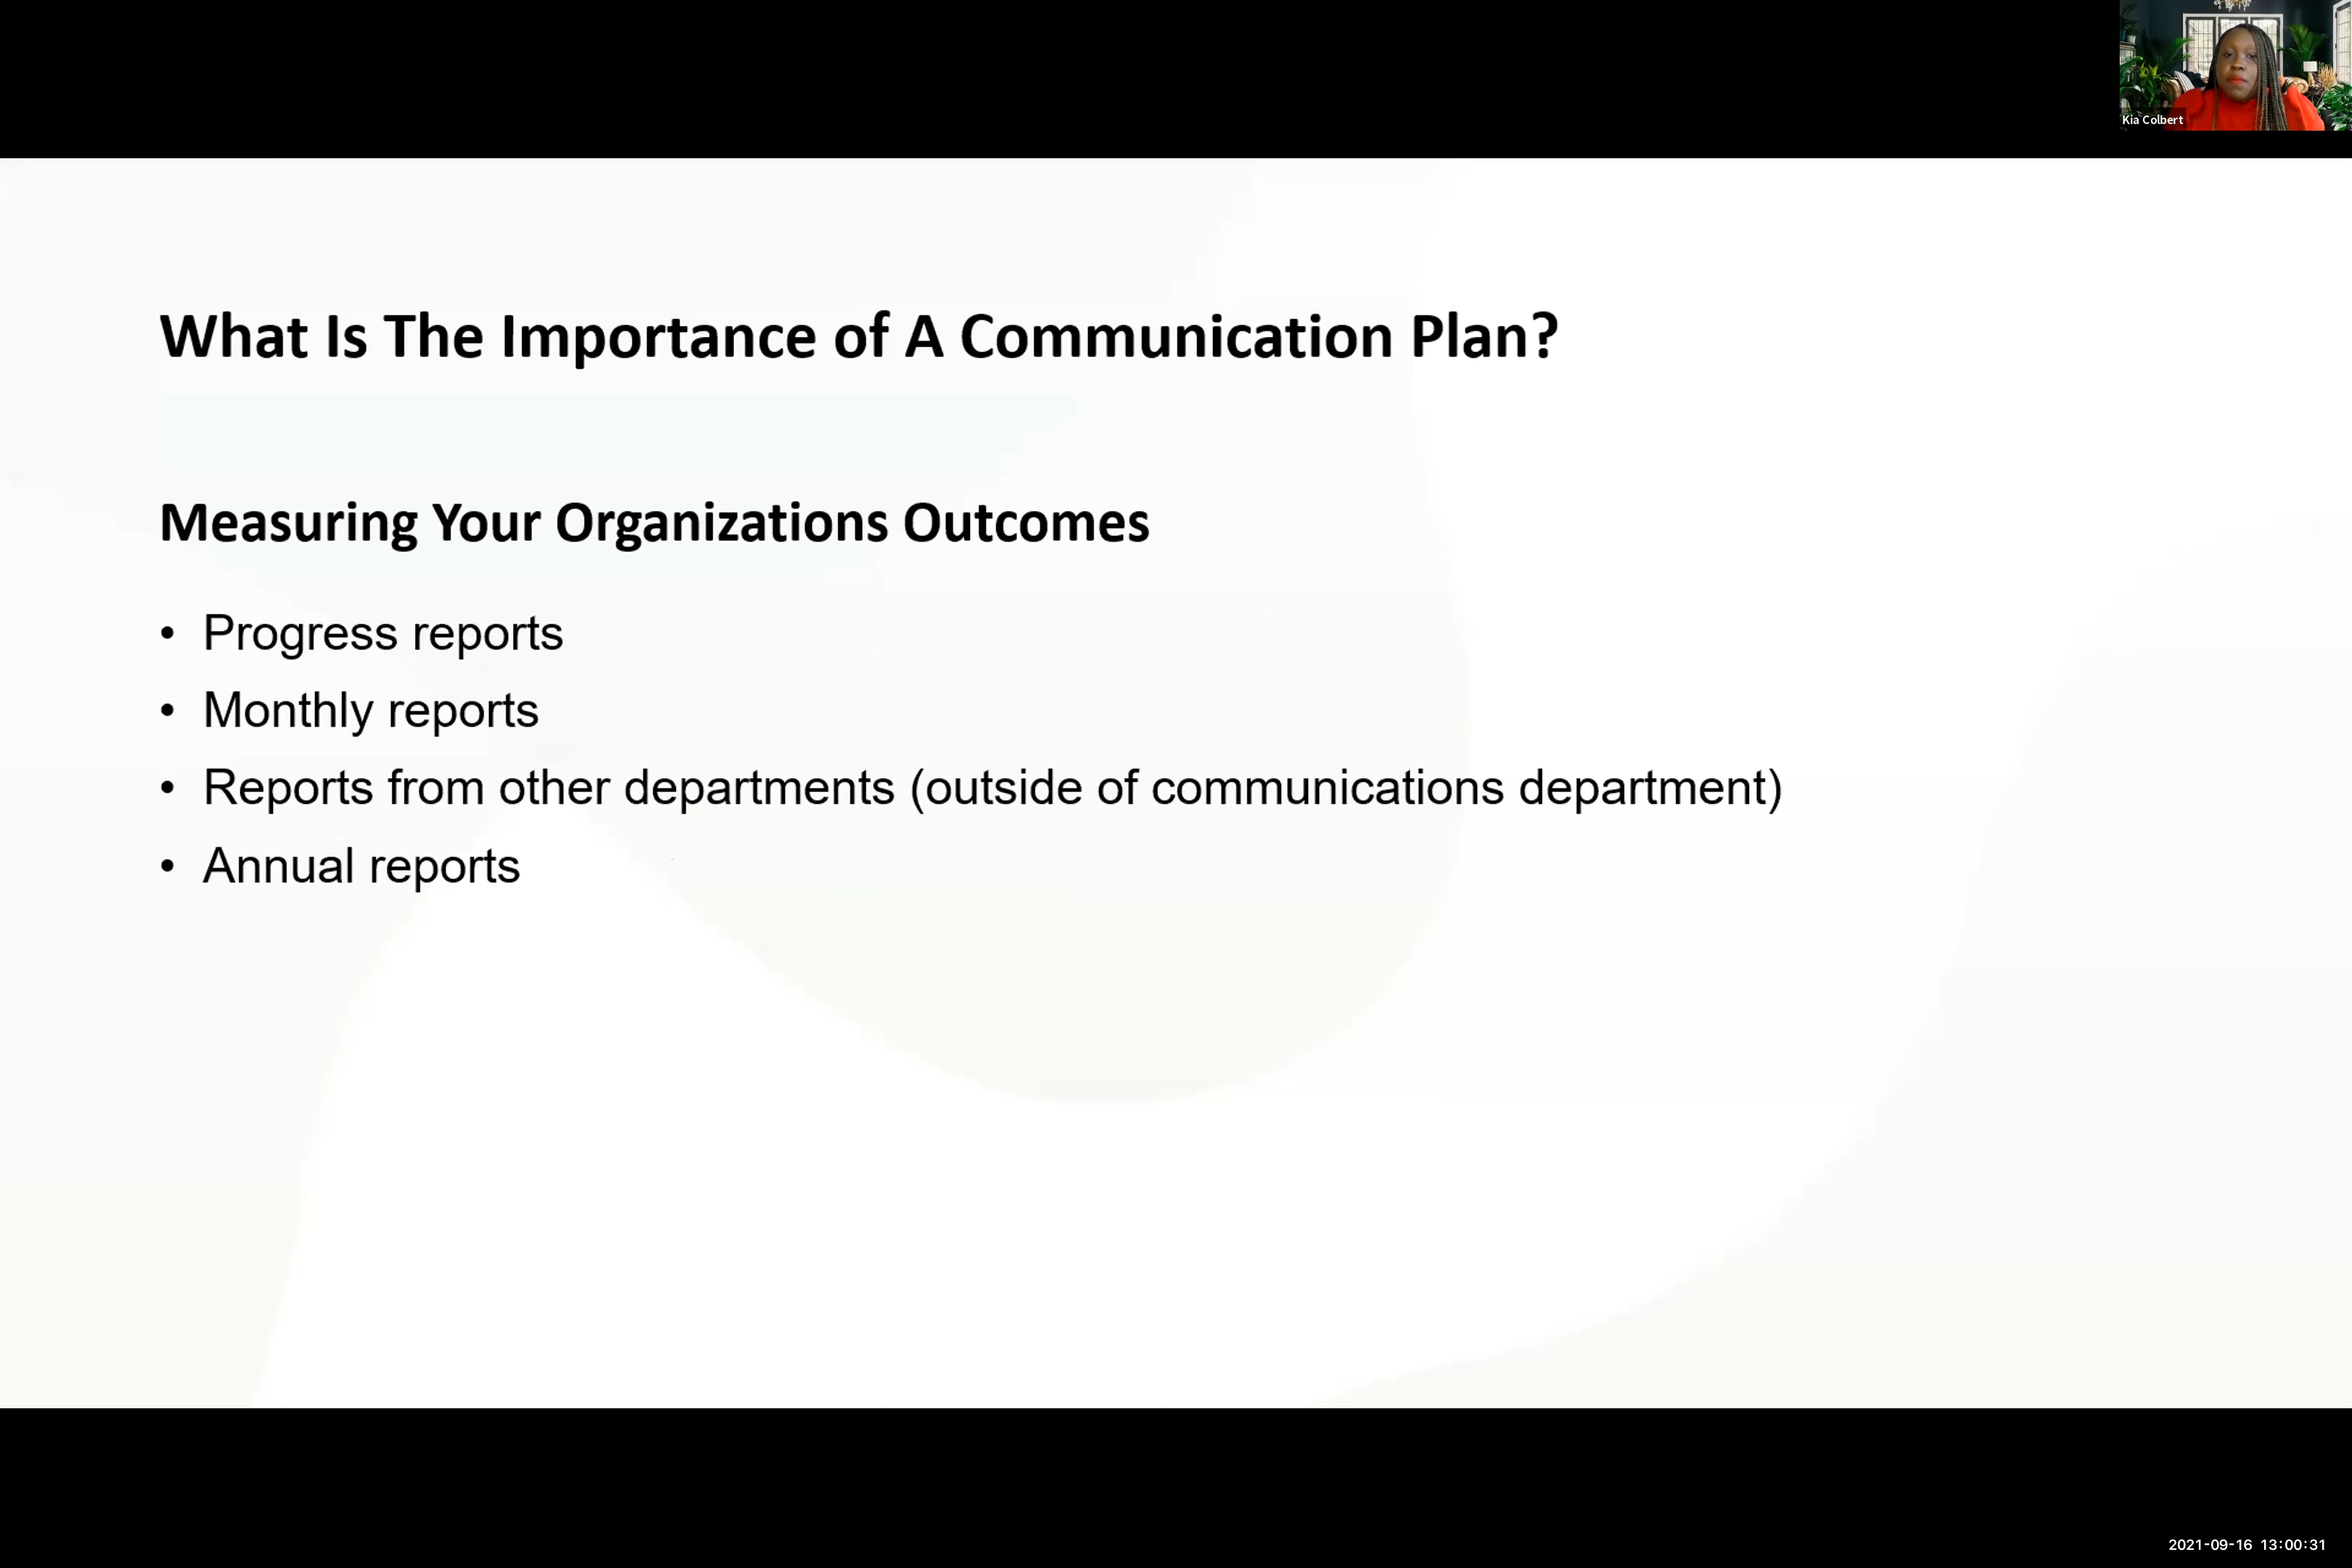 Kia Colbert
What Is The Importance of A Communication Plan?
Measuring Your Organizations Outcomes
• Progress reports
• Monthly reports
• Reports from other departments (outside of communications department)
• Annual reports
2021-09-16 13:00:31